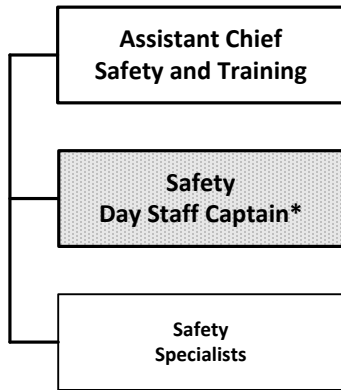 Assistant Chief
Safety and Training
Safety
Day Staff Captain*
Safety
Specialists